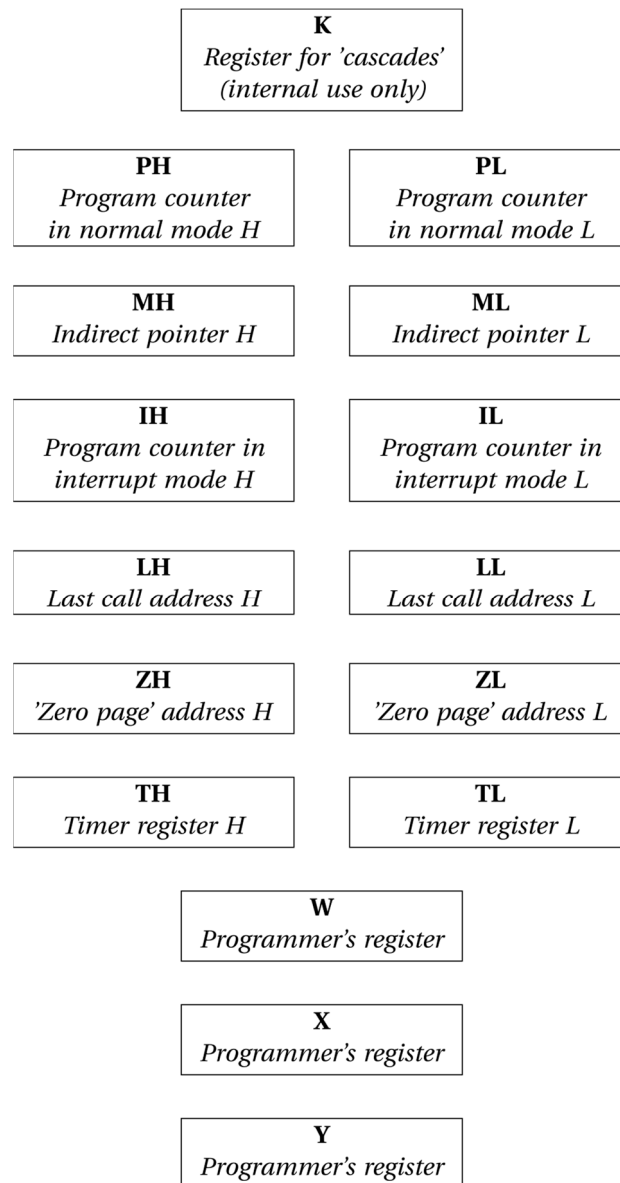 K
Register for ’cascades’
(internal use only)
PH
Program counter
in normal mode H
PL
Program counter
in normal mode L
MH
Indirect pointer H
ML
Indirect pointer L
IH
Program counter in
interrupt mode H
IL
Program counter in
interrupt mode L
LH
Last call address H
LL
Last call address L
ZH
’Zero page’ address H
ZL
’Zero page’ address L
TH
Timer register H
TL
Timer register L
W
Programmer’s register
X
Programmer’s register
Y
Programmer’s register